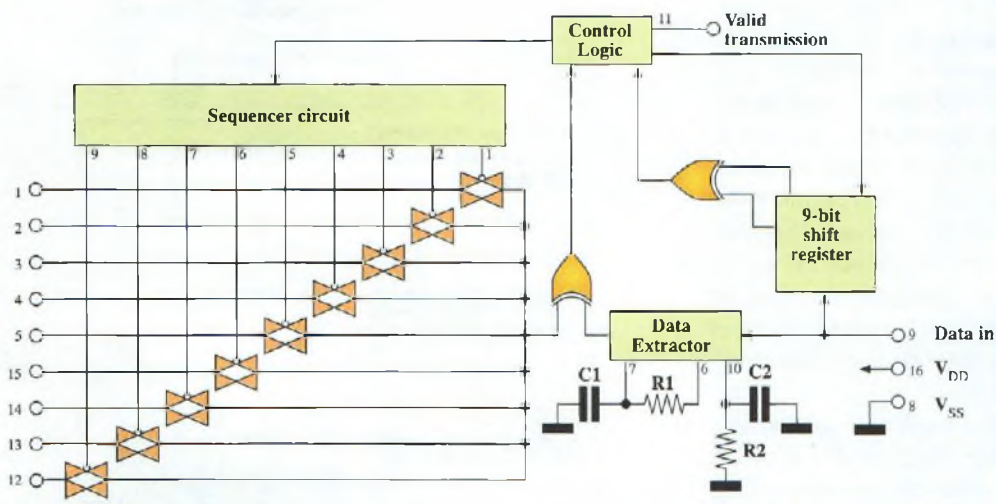 Control
Logic
11
Valid
transmission
Sequencer circuit
9 8 7 6 5 4 3 2 1
1
2
3
4
5
15
14
13
12
9-bit
shift
register
Data
Extractor
9 Data in
7 6 10
C1 R1 C2
16 VDD
8 VSS
R2